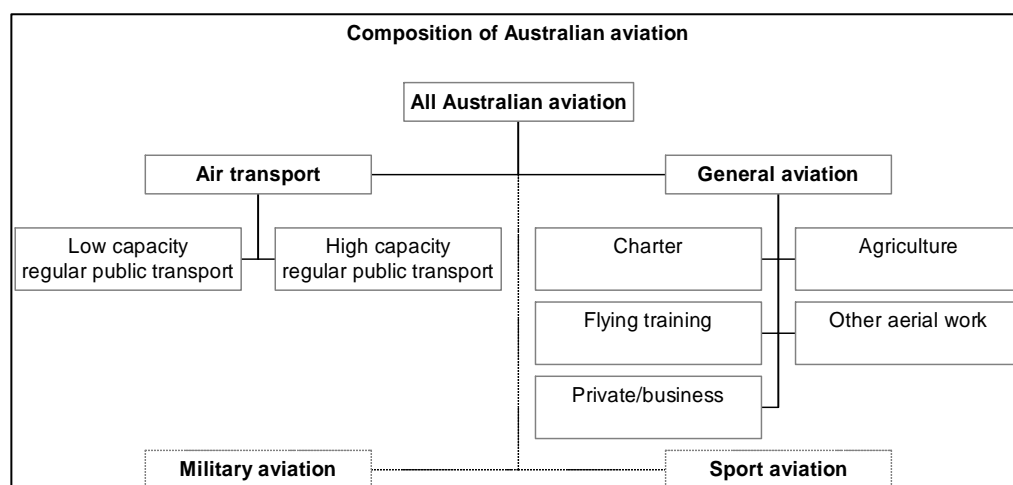 Composition of Australian aviation
All Australian aviation
Air transport
General aviation
Low capacity
regular public transport
High capacity
regular public transport
Charter
Agriculture
Flying training
Other aerial work
Private/business
Military aviation
Sport aviation